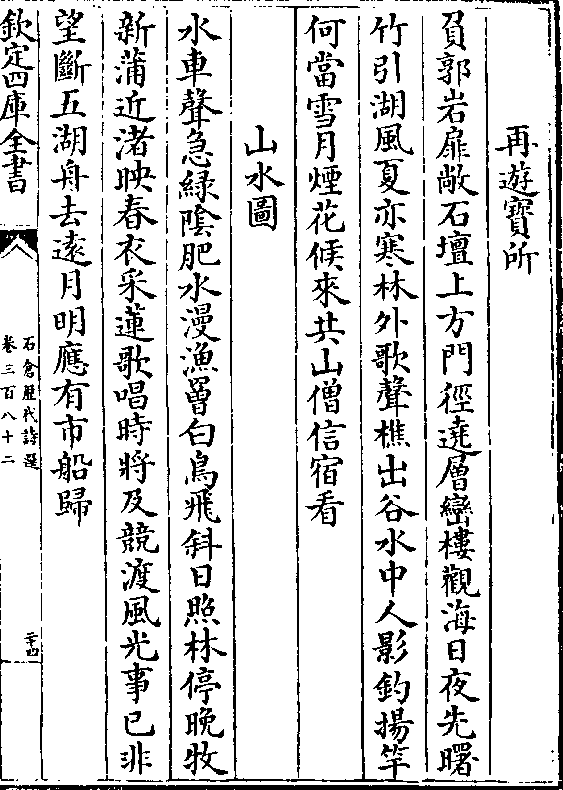 再遊寶所
負郭岩扉敞石壇上方門徑遶層巒樓觀海日夜先曙
竹引湖風夏亦寒林外歌聲樵出谷水中人影釣揚竿
何當雪月煙花候來共山僧信宿看
山水圖
水車聲急綠陰肥水漫漁罾白鳥飛斜日照林停晚牧
新蒲近渚映春衣采蓮歌唱時將及競渡風光事已非
望斷五湖舟去遠月明應有市船歸
欽定四庫全書
石倉歷代詩選
卷三百八十二
二十四